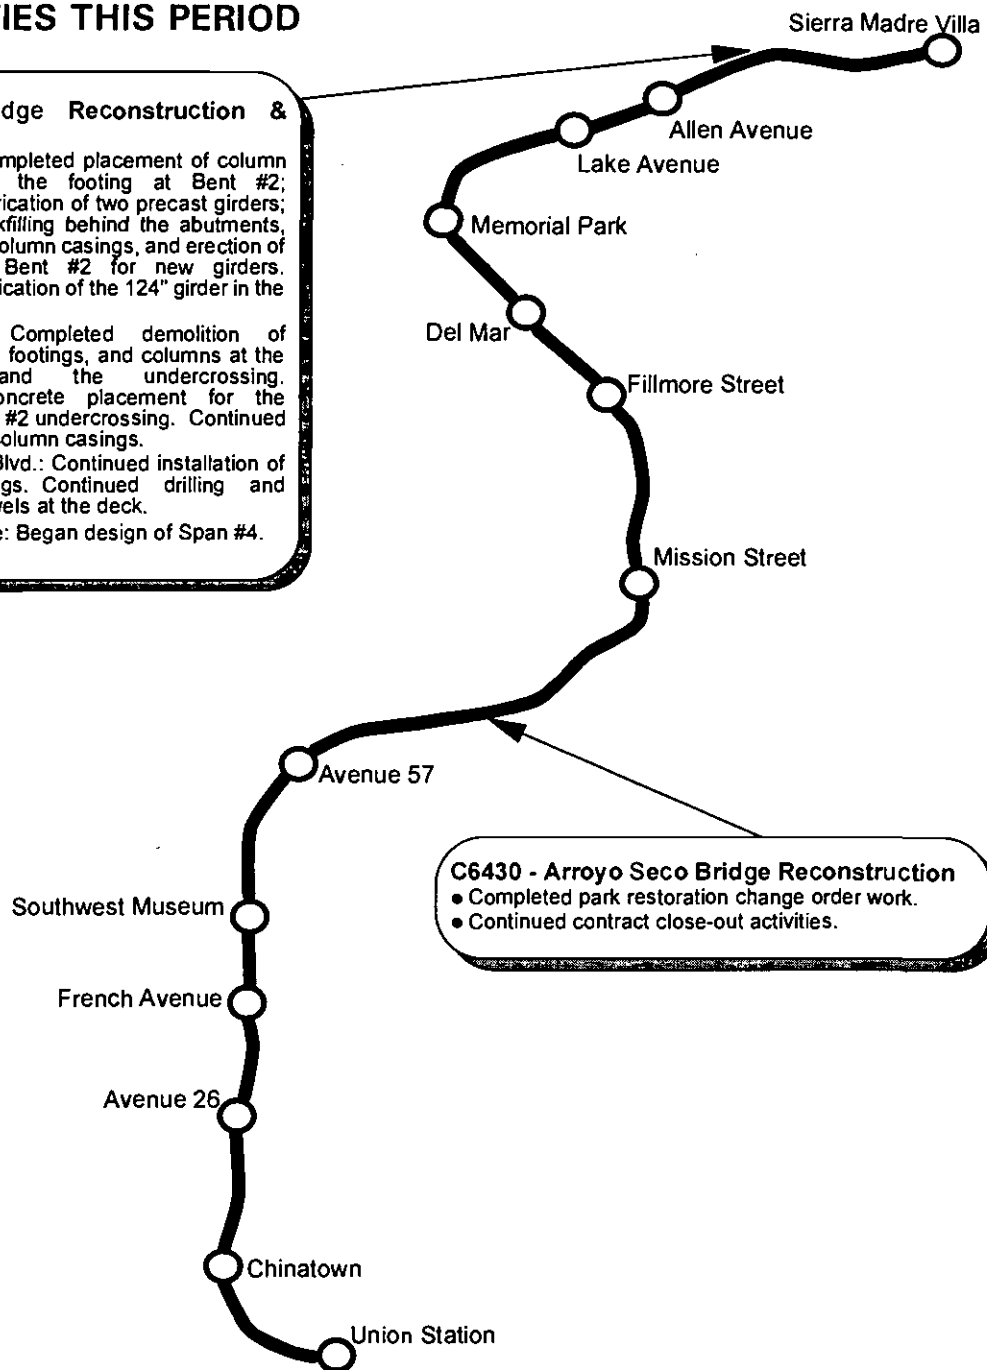 TIES THIS PERIOD
Sierra Madre Villa
dge Reconstruction &
mpleted placement of column
the footing at Bent #2;
rication of two precast girders;
kfilling behind the abutments,
olumn casings, and erection of
Bent #2 for new girders.
ication of the 124" girder in the
Completed demolition of
footings, and columns at the
and the undercrossing.
oncrete placement for the
#2 undercrossing. Continued
olumn casings.
Blvd.: Continued installation of
gs. Continued drilling and
vels at the deck.
e: Began design of Span #4.
Allen Avenue
Lake Avenue
Memorial Park
Del Mar
Fillmore Street
Mission Street
Avenue 57
C6430 - Arroyo Seco Bridge Reconstruction
● Completed park restoration change order work.
● Continued contract close-out activities.
Southwest Museum
French Avenue
Avenue 26
Chinatown
Union Station